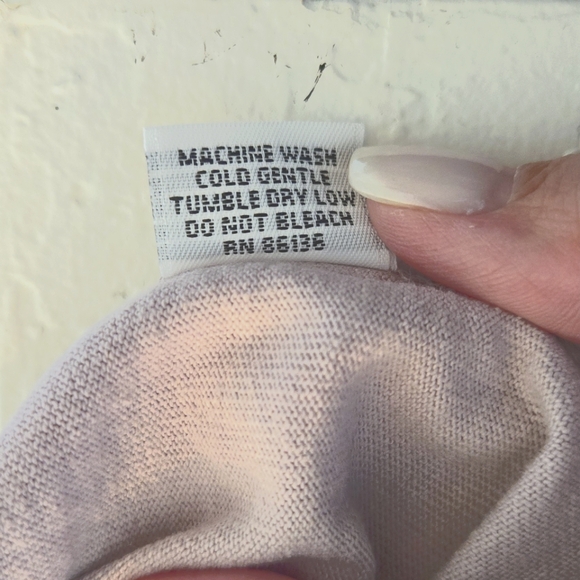 MACHINE WASH
COLD GENTLE
TUMBLE DRY LOW
DO NOT BLEACH
RN 86136